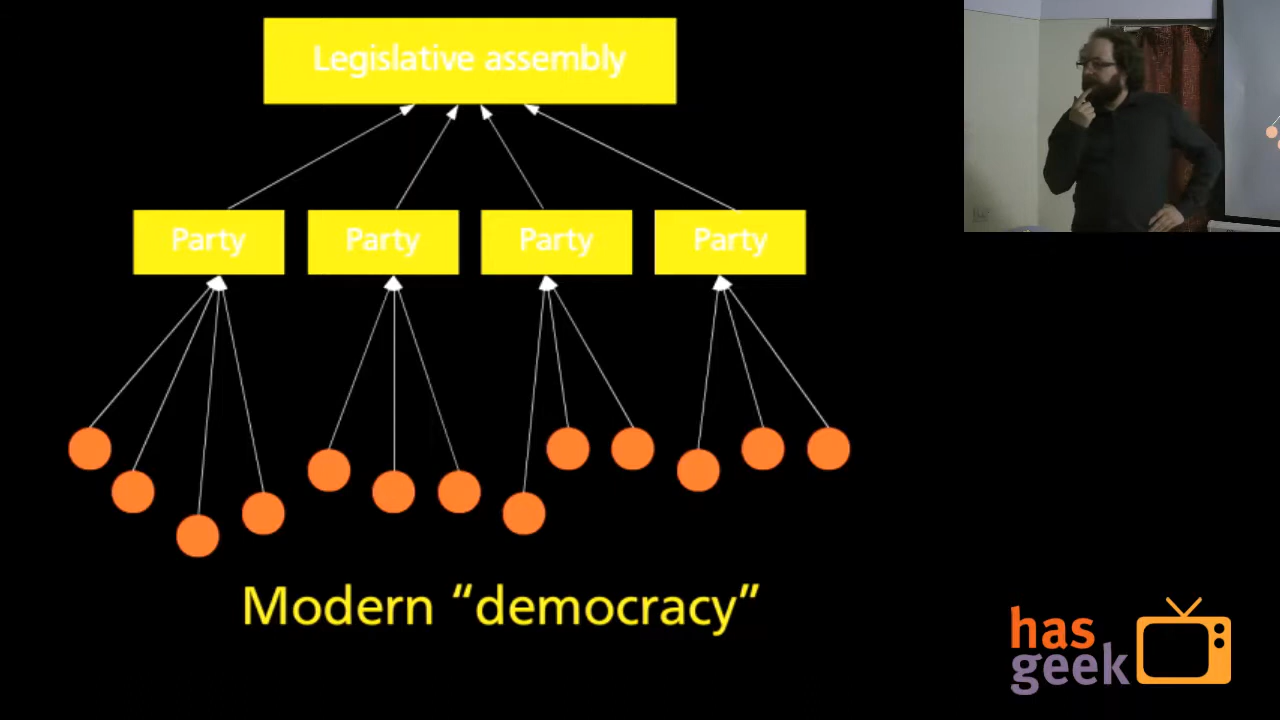 Legislative assembly
Party
Party
Party
Party
Modern “democracy”
has
geek